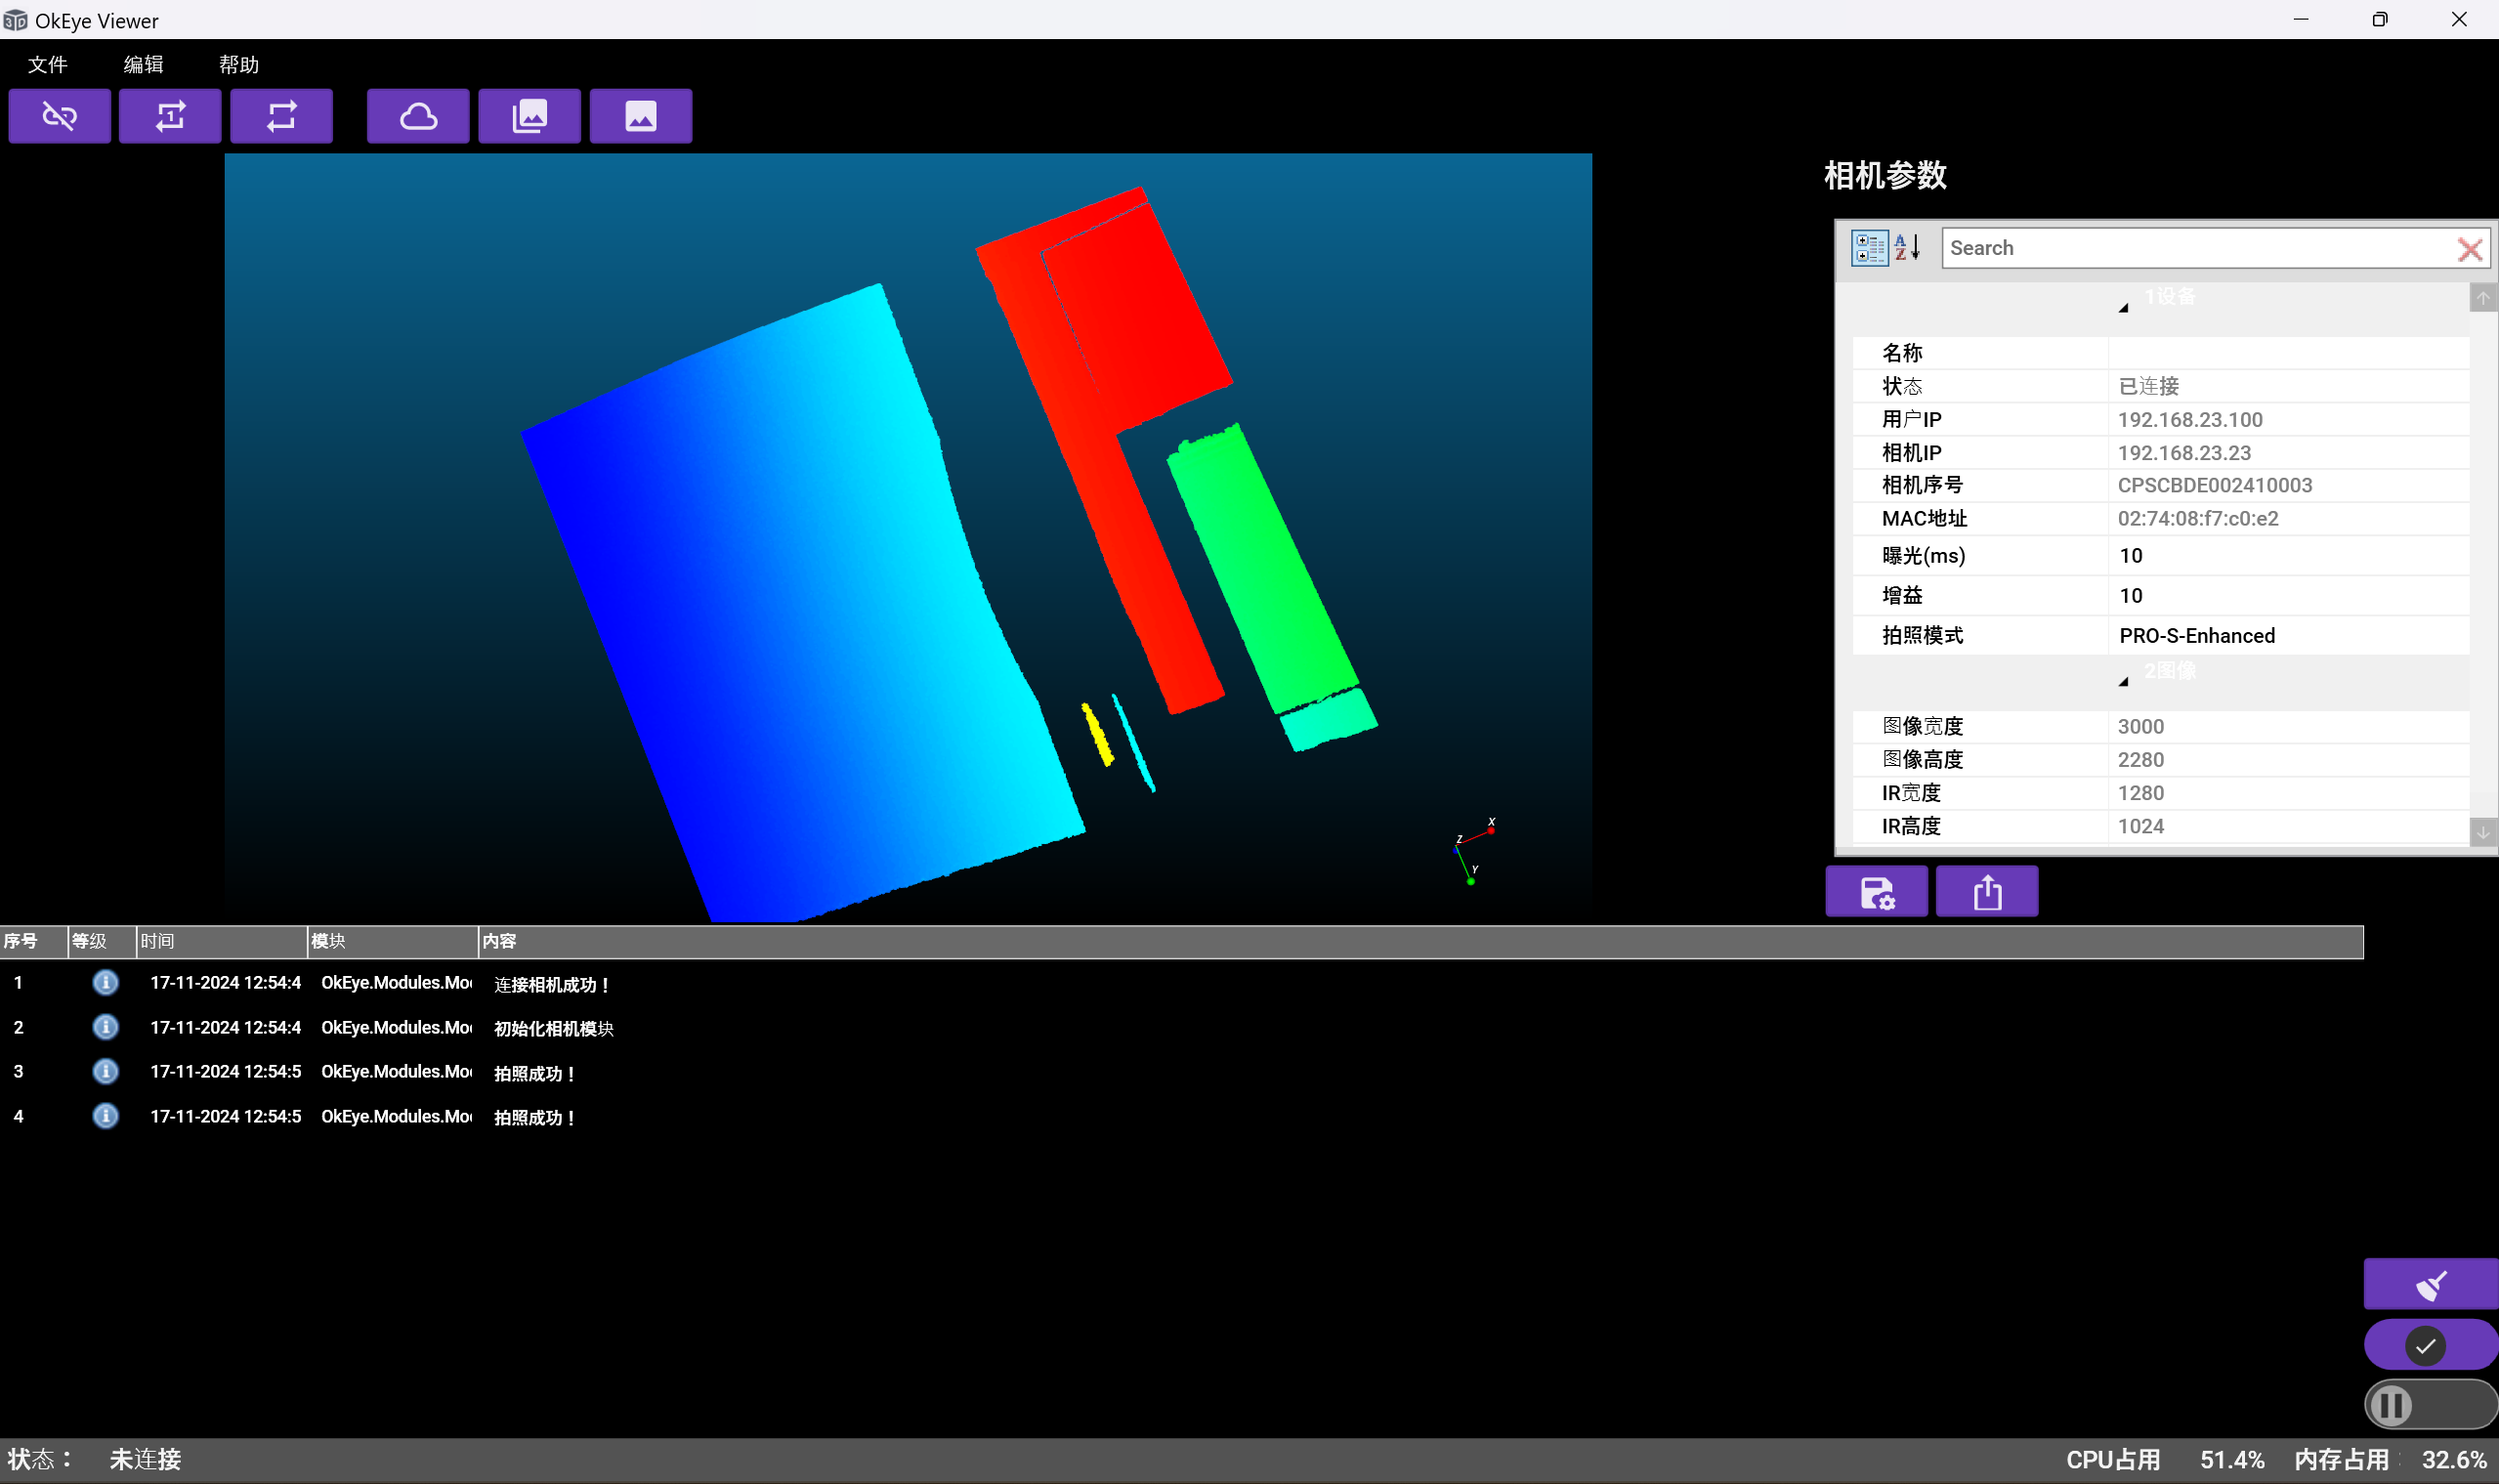 OkEye Viewer
文件 编辑 帮助
相机参数
Search
1设备
名称
状态 已连接
用户IP 192.168.23.100
相机IP 192.168.23.23
相机序号 CPSCBDE002410003
MAC地址 02:74:08:f7:c0:e2
曝光(ms) 10
增益 10
拍照模式 PRO-S-Enhanced
2图像
图像宽度 3000
图像高度 2280
IR宽度 1280
IR高度 1024
X
Z
Y
序号 等级 时间 模块 内容
1 17-11-2024 12:54:4 OkEye.Modules.Mo 连接相机成功！
2 17-11-2024 12:54:4 OkEye.Modules.Mo 初始化相机模块
3 17-11-2024 12:54:5 OkEye.Modules.Mo 拍照成功！
4 17-11-2024 12:54:5 OkEye.Modules.Mo 拍照成功！
状态： 未连接 CPU占用 51.4% 内存占用 : 32.6%